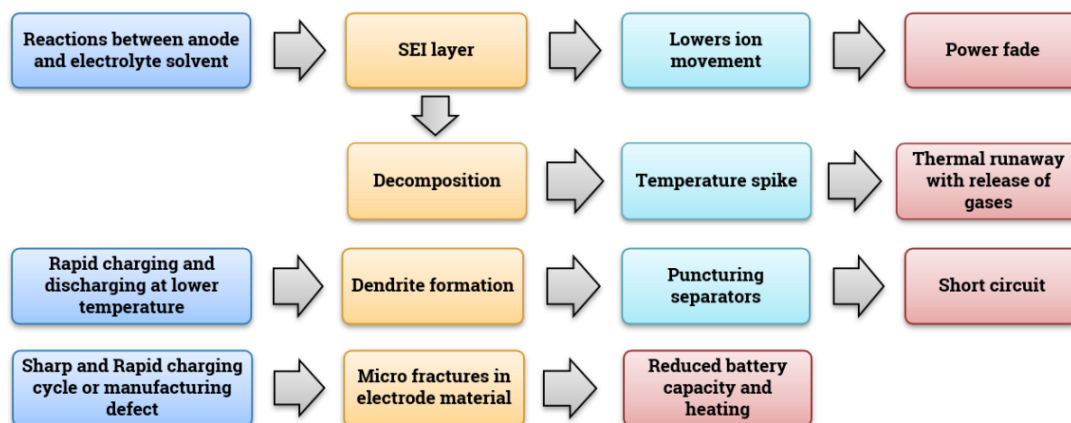 Reactions between anode
and electrolyte solvent
SEI layer
Lowers ion
movement
Power fade
Decomposition
Temperature spike
Thermal runaway
with release of
gases
Rapid charging and
discharging at lower
temperature
Dendrite formation
Puncturing
separators
Short circuit
Sharp and Rapid charging
cycle or manufacturing
defect
Micro fractures in
electrode material
Reduced battery
capacity and
heating